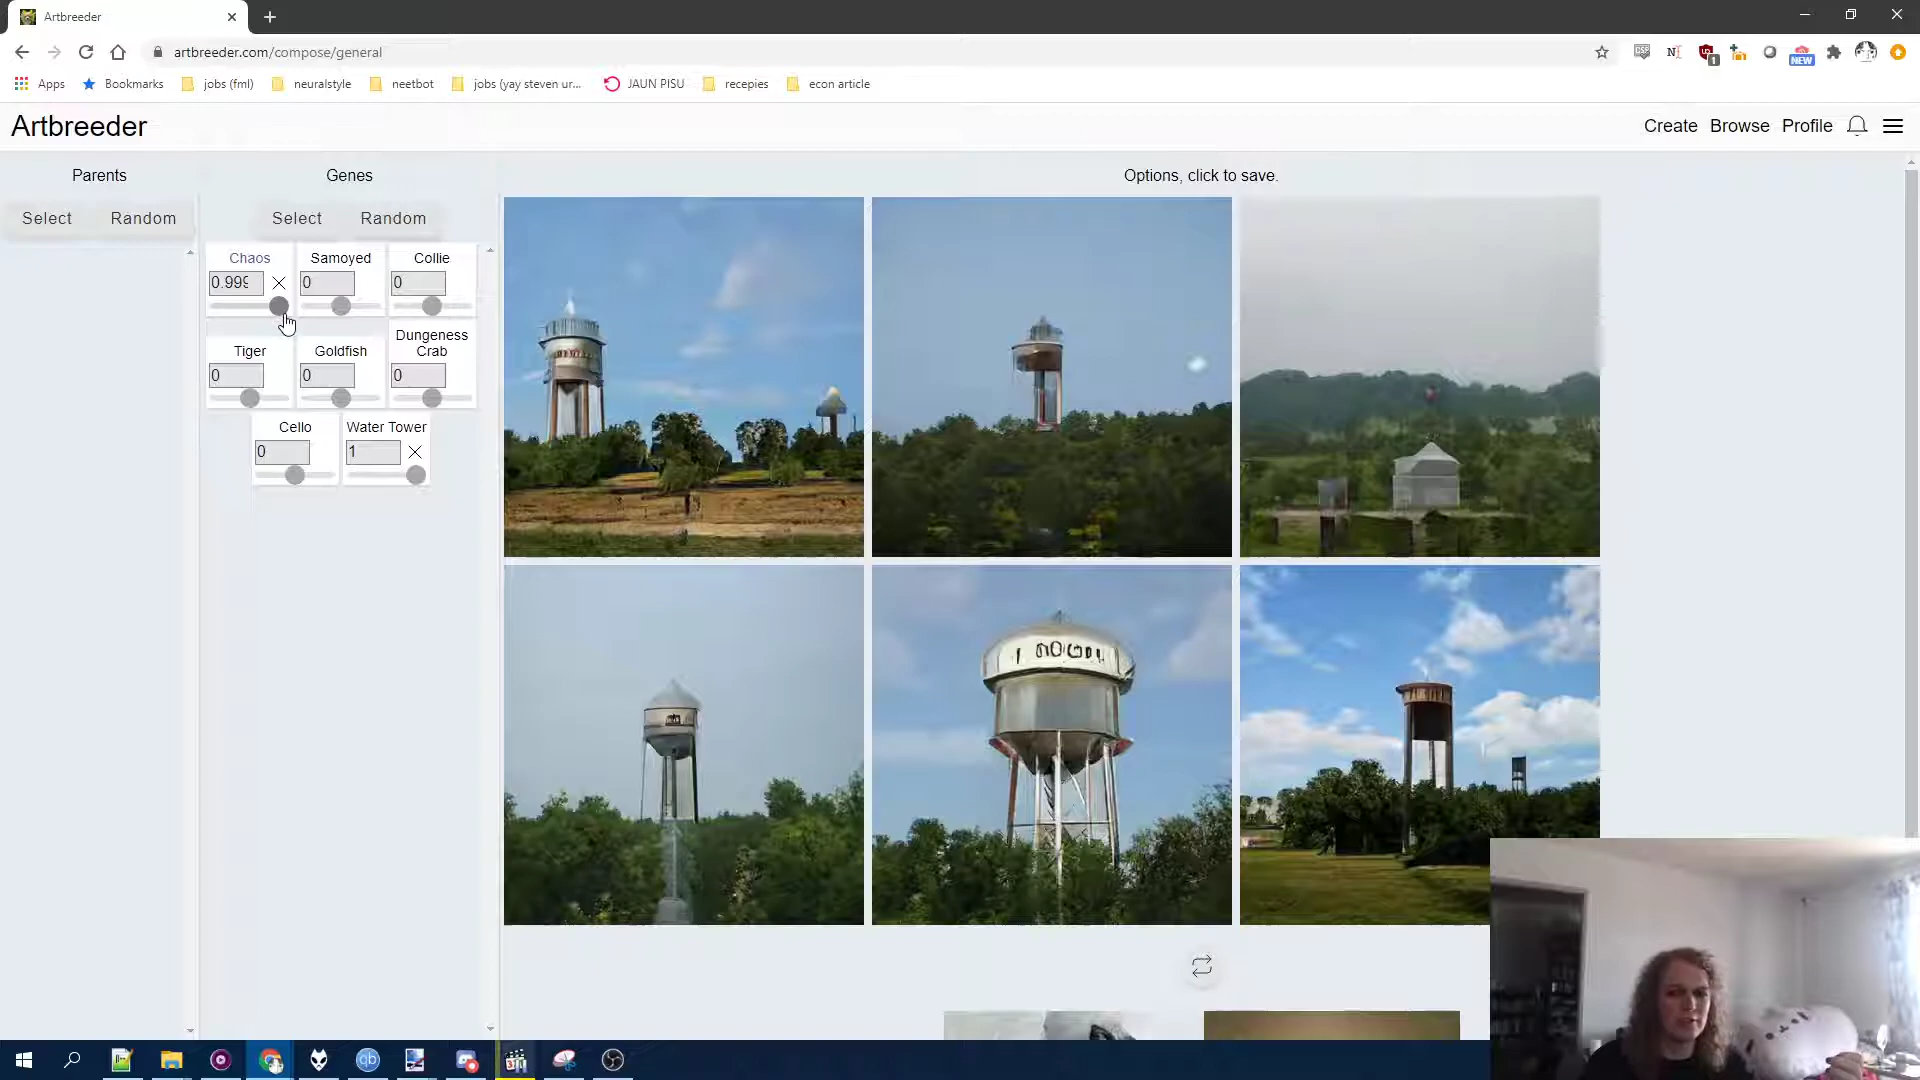 Artbreeder
artbreeder.com/compose/general
Apps
Bookmarks
jobs (fml)
neuralstyle
neetbot
jobs (yay steven ur...
JAUN PISU
recepies
econ article
NEW
1
Artbreeder
Create Browse Profile
Parents
Genes
Options, click to save.
Select Random
Select Random
Chaos
0.999
Samoyed
0
Collie
0
Tiger
0
Goldfish
0
Dungeness
Crab
0
Cello
0
Water Tower
1